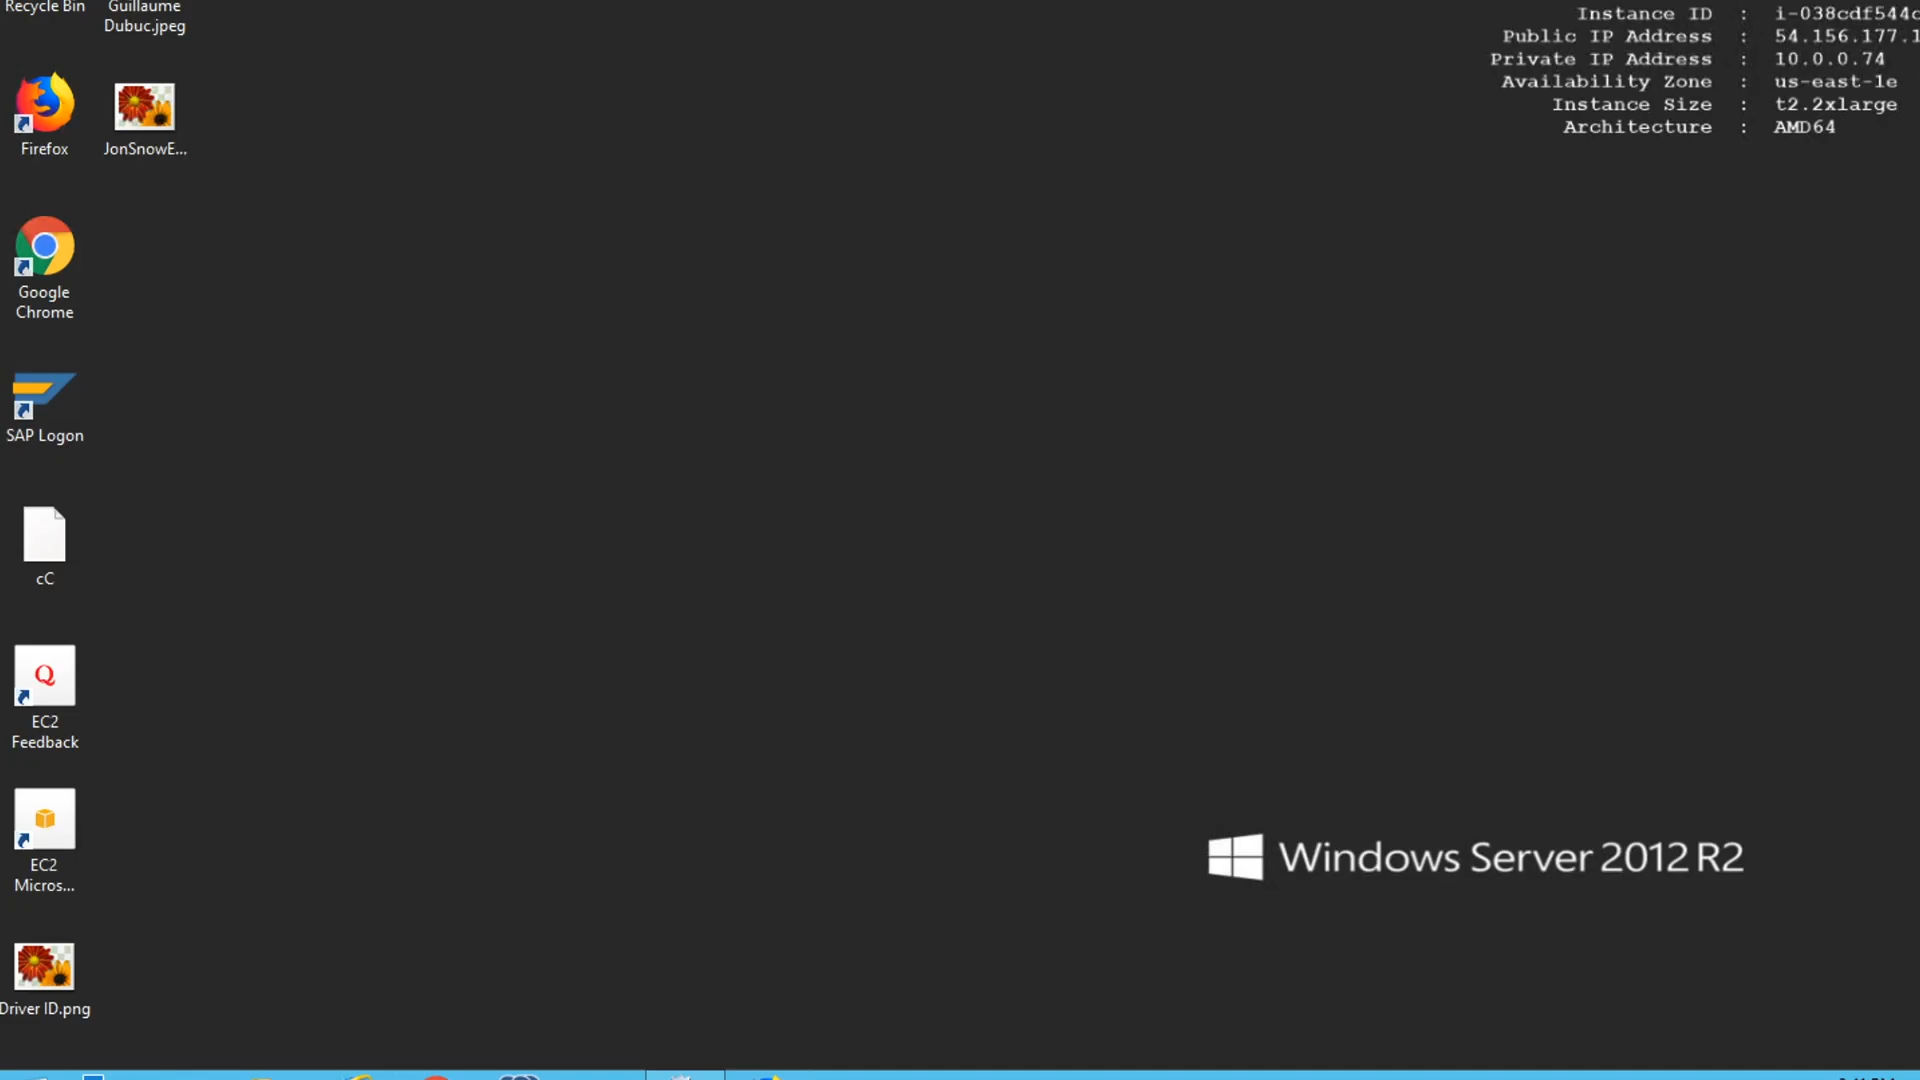 Recycle Bin
Guillaume
Dubuc.jpeg
Firefox
JonSnowE...
Google
Chrome
SAP Logon
cC
Q
EC2
Feedback
EC2
Micros...
Driver ID.png
Instance ID : i-038cdf544c
Public IP Address : 54.156.177.1
Private IP Address : 10.0.0.74
Availability Zone : us-east-1e
Instance Size : t2.2xlarge
Architecture : AMD64
Windows Server 2012 R2